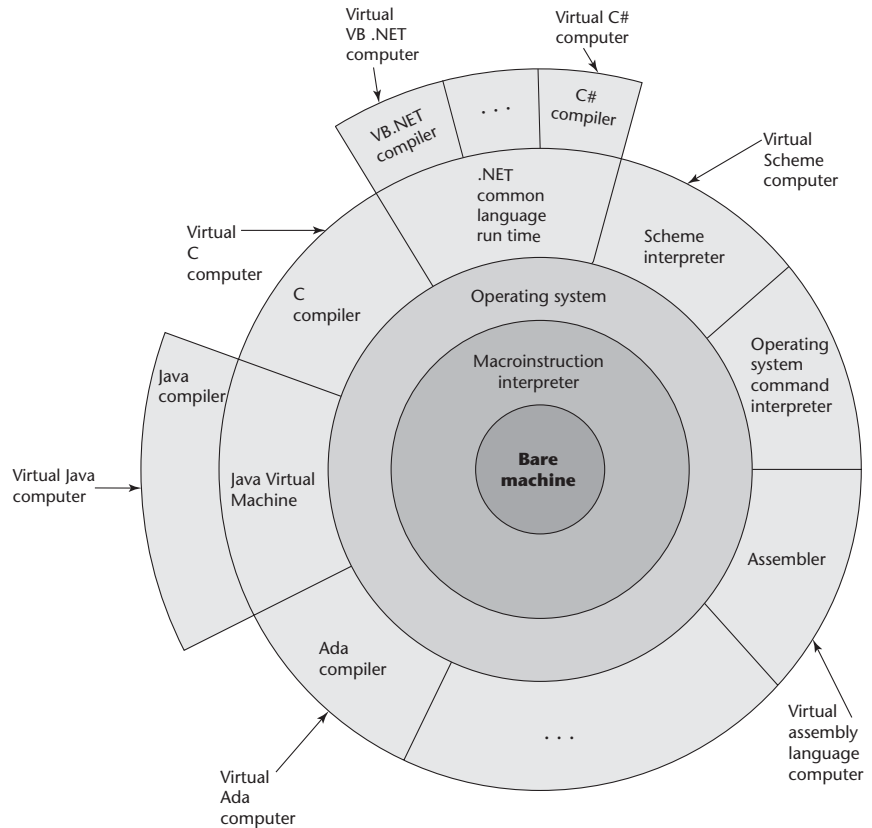 Virtual
VB .NET
computer
Virtual C#
computer
VB.NET
compiler
. . .
C#
compiler
Virtual
Scheme
computer
.NET
common
language
run time
Scheme
interpreter
Virtual
C
computer
C
compiler
Operating system
Operating
system
command
interpreter
Macroinstruction
interpreter
Java
compiler
Bare
machine
Virtual Java
computer
Java Virtual
Machine
Assembler
Ada
compiler
. . .
Virtual
assembly
language
computer
Virtual
Ada
computer